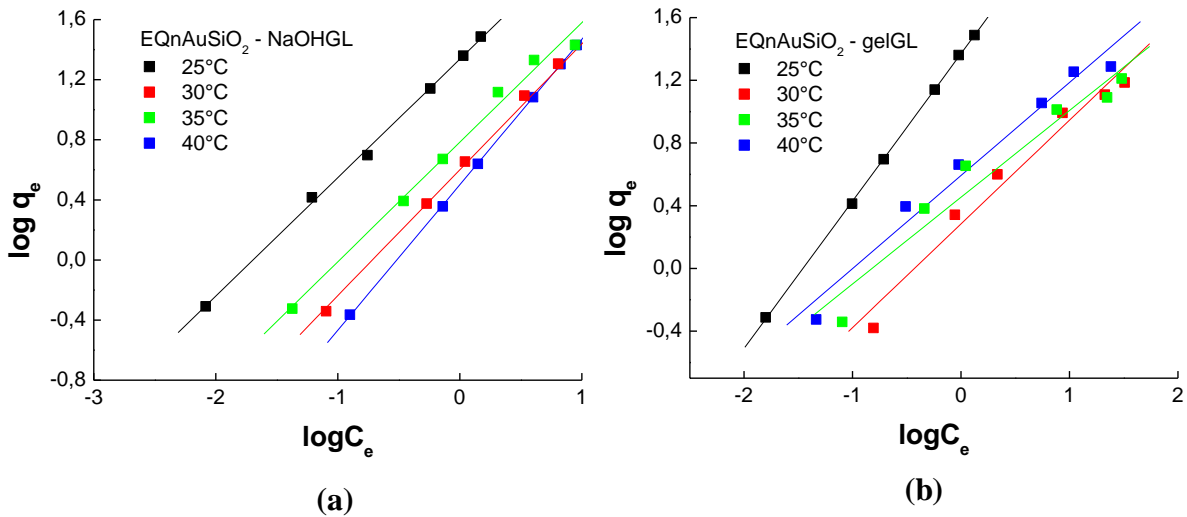 EQnAuSiO₂ - NaOHGL
25°C
30°C
35°C
40°C
1,6
1,2
0,8
0,4
0,0
-0,4
-0,8
log qₑ
-3
-2
-1
0
1
logCₑ
(a)
EQnAuSiO₂ - gelGL
25°C
30°C
35°C
40°C
1,6
1,2
0,8
0,4
0,0
-0,4
log qₑ
-2
-1
0
1
2
logCₑ
(b)